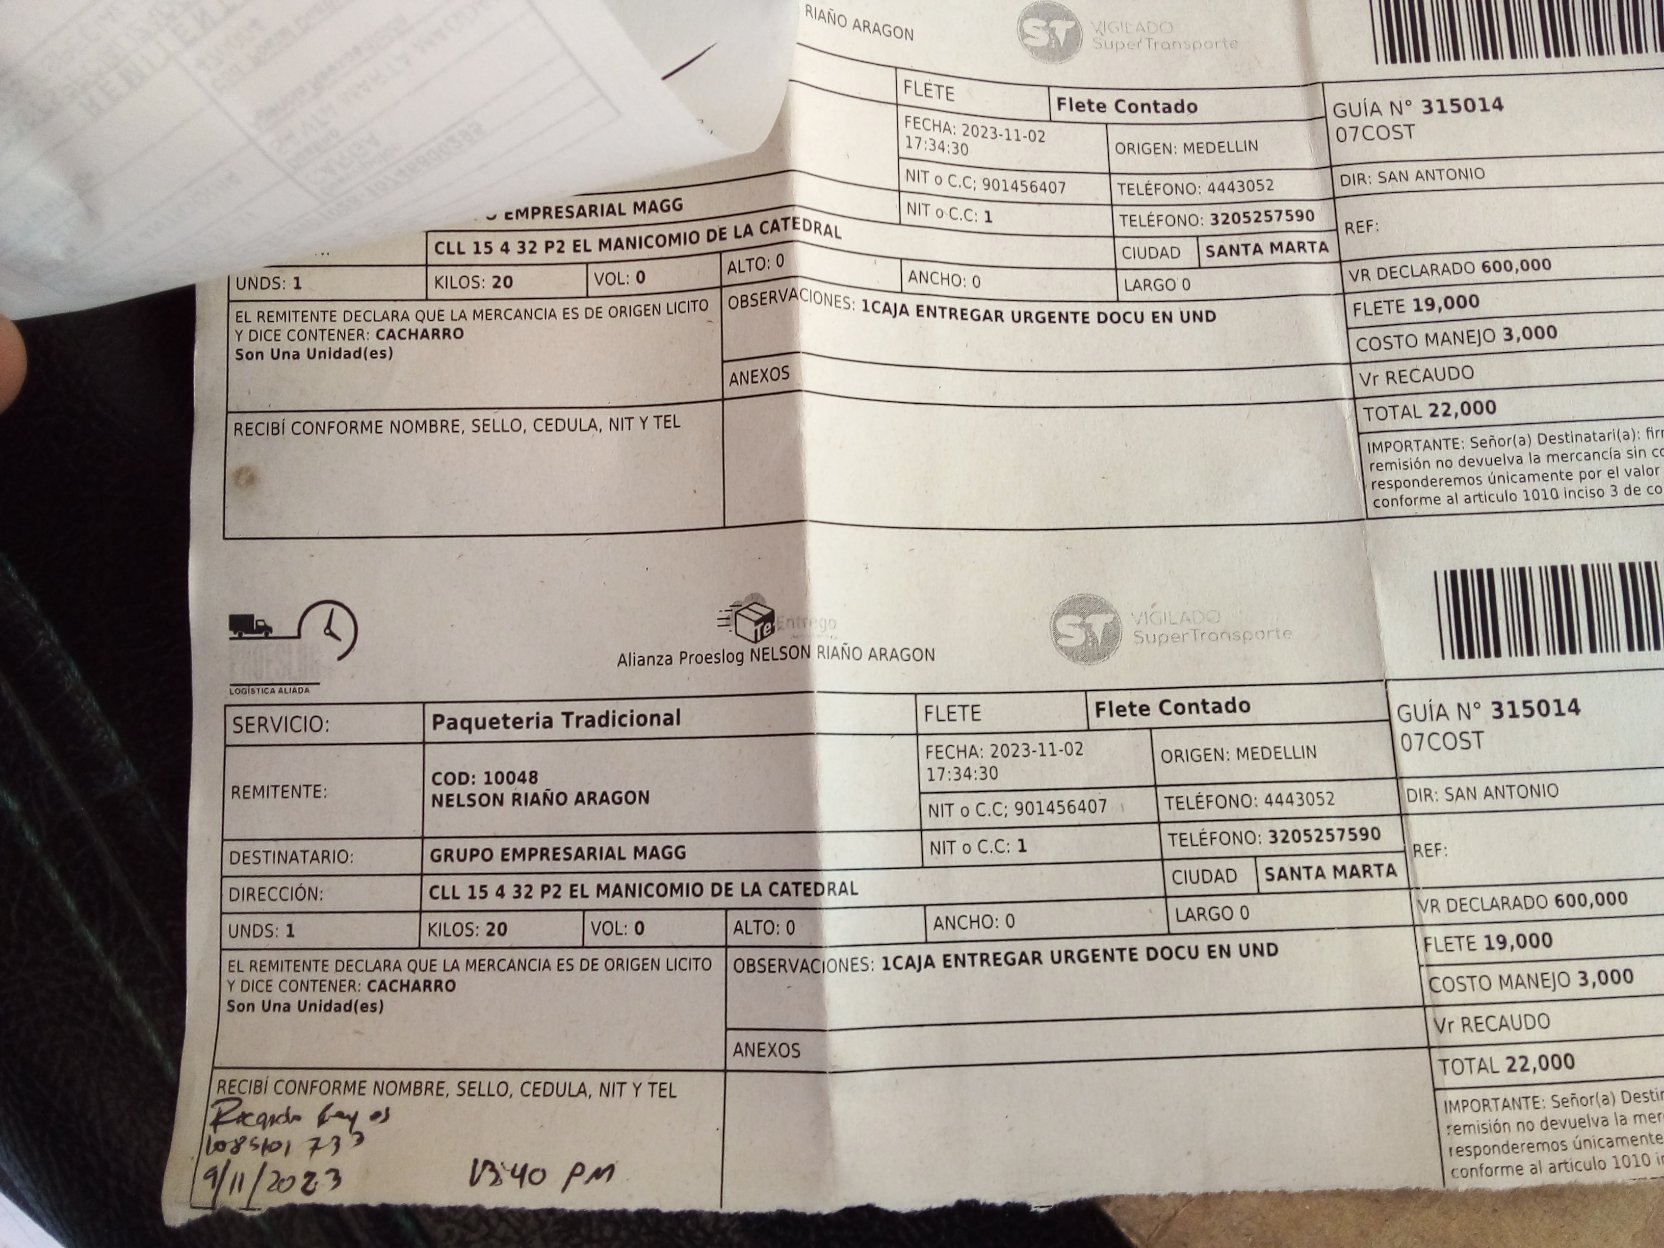 RIAÑO ARAGON
ST VIGILADO
SuperTransporte
FLETE
Flete Contado
GUÍA N° 315014
07COST
FECHA: 2023-11-02
17:34:30
ORIGEN: MEDELLIN
DIR: SAN ANTONIO
NIT o C.C; 901456407
TELÉFONO: 4443052
EMPRESARIAL MAGG
NIT o C.C: 1
TELÉFONO: 3205257590
REF:
CLL 15 4 32 P2 EL MANICOMIO DE LA CATEDRAL
CIUDAD
SANTA MARTA
UNDS: 1
KILOS: 20
VOL: 0
ALTO: 0
ANCHO: 0
LARGO 0
VR DECLARADO 600,000
EL REMITENTE DECLARA QUE LA MERCANCIA ES DE ORIGEN LICITO
Y DICE CONTENER: CACHARRO
Son Una Unidad(es)
OBSERVACIONES: 1CAJA ENTREGAR URGENTE DOCU EN UND
FLETE 19,000
COSTO MANEJO 3,000
ANEXOS
Vr RECAUDO
TOTAL 22,000
RECIBÍ CONFORME NOMBRE, SELLO, CEDULA, NIT Y TEL
IMPORTANTE: Señor(a) Destinatari(a): fir
remisión no devuelva la mercancía sin co
responderemos únicamente por el valor
conforme al articulo 1010 inciso 3 de co
LOGÍSTICA ALIADA
Te Entrego
Alianza Proeslog NELSON RIAÑO ARAGON
ST VIGILADO
SuperTransporte
SERVICIO:
Paqueteria Tradicional
FLETE
Flete Contado
GUÍA N° 315014
07COST
REMITENTE:
COD: 10048
NELSON RIAÑO ARAGON
FECHA: 2023-11-02
17:34:30
ORIGEN: MEDELLIN
DIR: SAN ANTONIO
NIT o C.C; 901456407
TELÉFONO: 4443052
DESTINATARIO:
GRUPO EMPRESARIAL MAGG
NIT o C.C: 1
TELÉFONO: 3205257590
REF:
DIRECCIÓN:
CLL 15 4 32 P2 EL MANICOMIO DE LA CATEDRAL
CIUDAD
SANTA MARTA
UNDS: 1
KILOS: 20
VOL: 0
ALTO: 0
ANCHO: 0
LARGO 0
VR DECLARADO 600,000
EL REMITENTE DECLARA QUE LA MERCANCIA ES DE ORIGEN LICITO
Y DICE CONTENER: CACHARRO
Son Una Unidad(es)
OBSERVACIONES: 1CAJA ENTREGAR URGENTE DOCU EN UND
FLETE 19,000
COSTO MANEJO 3,000
ANEXOS
Vr RECAUDO
TOTAL 22,000
RECIBÍ CONFORME NOMBRE, SELLO, CEDULA, NIT Y TEL
Ricardo
9/11/2023
PM
IMPORTANTE: Señor(a) Desti
remisión no devuelva la mer
responderemos únicamente
conforme al articulo 1010 i